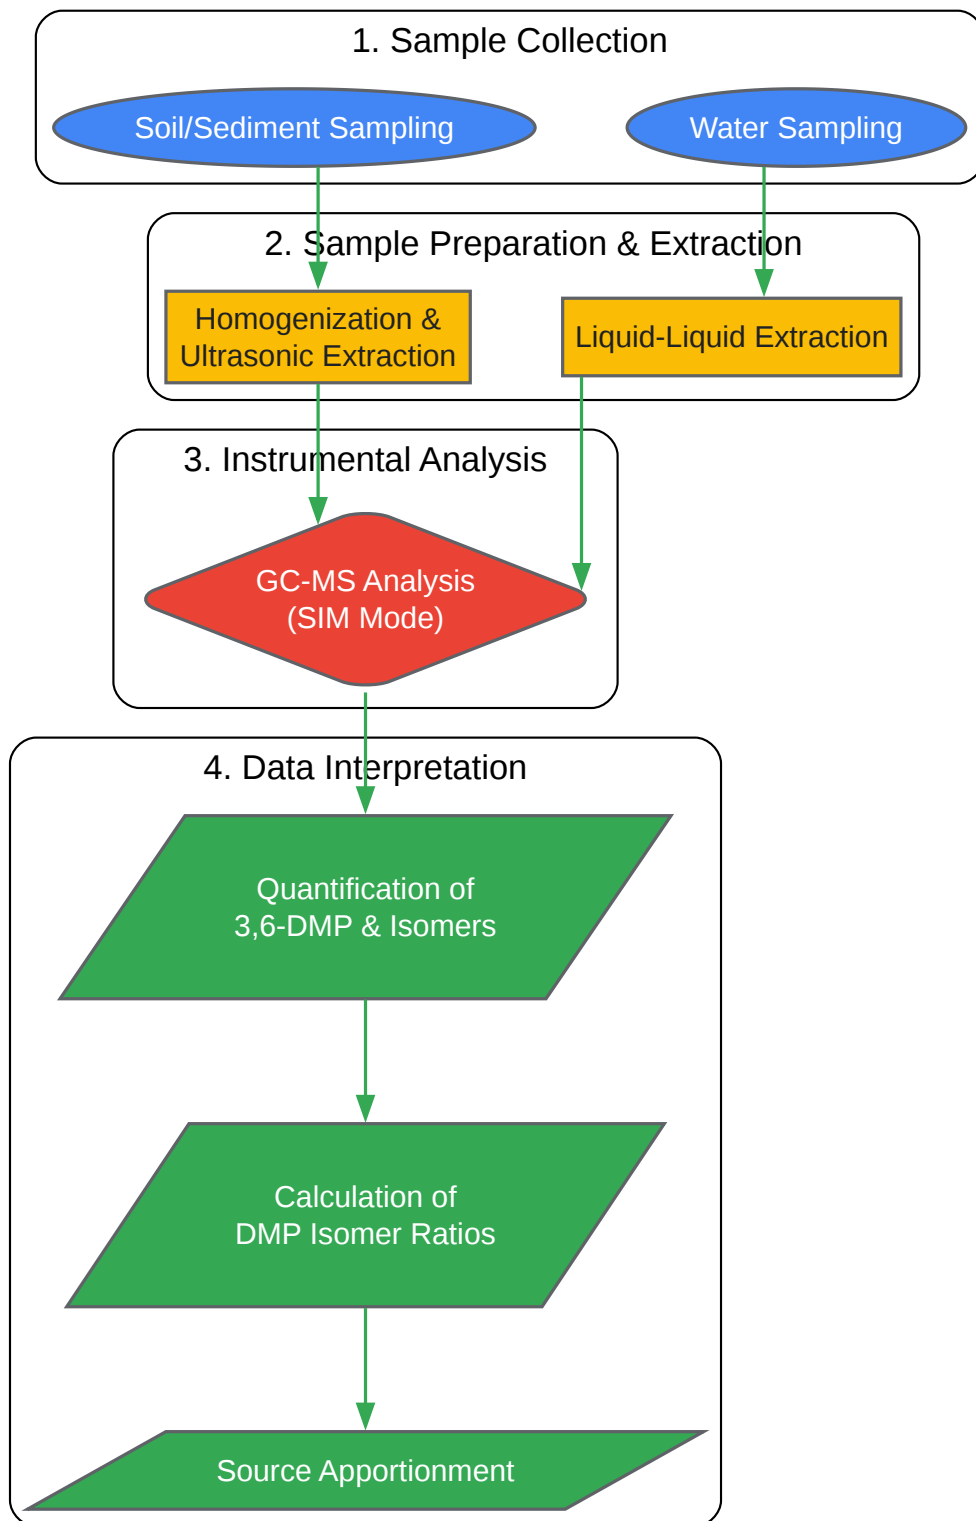 1. Sample Collection
Soil/Sediment Sampling
Water Sampling
2. Sample Preparation & Extraction
Homogenization &
Ultrasonic Extraction
Liquid-Liquid Extraction
3. Instrumental Analysis
GC-MS Analysis
(SIM Mode)
4. Data Interpretation
Quantification of
3,6-DMP & Isomers
Calculation of
DMP Isomer Ratios
Source Apportionment